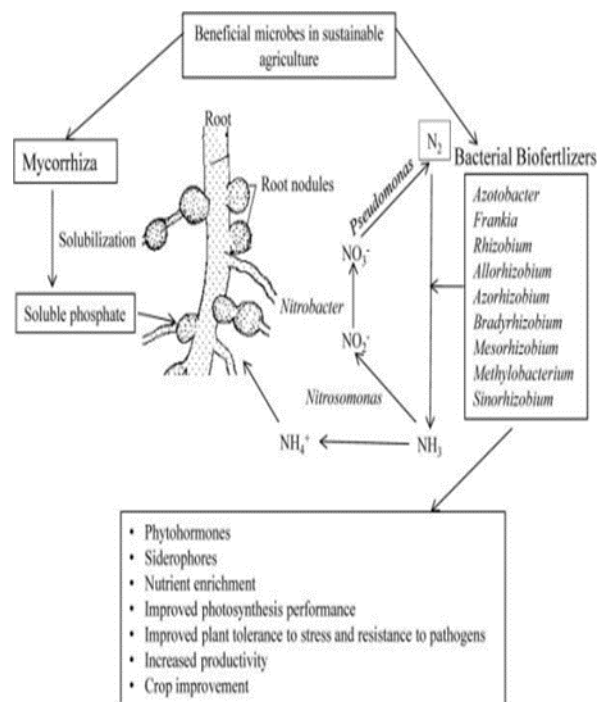 Beneficial microbes in sustainable
agriculture
Root
Mycorrhiza
N₂
Bacterial Biofertlizers
Root nodules
Pseudomonas
Solubilization
NO₃⁻
Azotobacter
Frankia
Rhizobium
Allorhizobium
Azorhizobium
Bradyrhizobium
Mesorhizobium
Methylobacterium
Sinorhizobium
Soluble phosphate
Nitrobacter
NO₂⁻
Nitrosomonas
NH₄⁺
NH₃
• Phytohormones
• Siderophores
• Nutrient enrichment
• Improved photosynthesis performance
• Improved plant tolerance to stress and resistance to pathogens
• Increased productivity
• Crop improvement